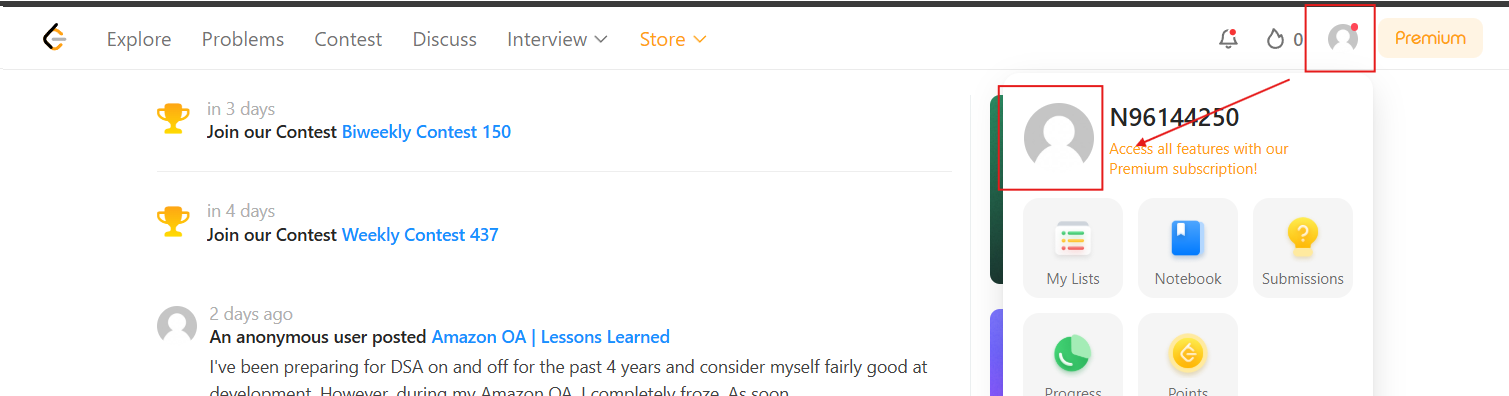 Explore Problems Contest Discuss Interview Store 0 Premium
in 3 days
Join our Contest Biweekly Contest 150
in 4 days
Join our Contest Weekly Contest 437
2 days ago
An anonymous user posted Amazon OA | Lessons Learned
I've been preparing for DSA on and off for the past 4 years and consider myself fairly good at
development. However, during my Amazon OA, I completely froze. As soon
N96144250
Access all features with our
Premium subscription!
My Lists Notebook Submissions
Progress Points